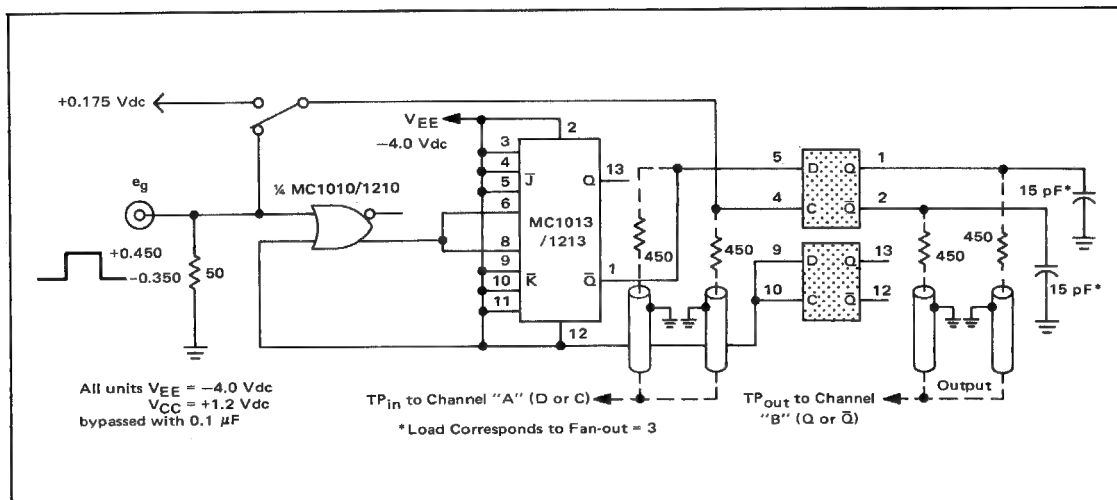 +0.175 Vdc
VEE
−4.0 Vdc
2
3
4
5
6
8
9
10
11
12
J̅
K̅
Q
13
Q̅
1
MC1013
/1213
eg
¼ MC1010/1210
+0.450
−0.350
50
450
450
5
D
Q
1
4
C
Q̅
2
9
D
Q
13
10
C
Q̅
12
15 pF*
450
450
15 pF*
All units VEE = −4.0 Vdc
VCC = +1.2 Vdc
bypassed with 0.1 μF
TPin to Channel "A" (D or C)
*Load Corresponds to Fan-out = 3
Output
TPout to Channel
"B" (Q or Q̅)